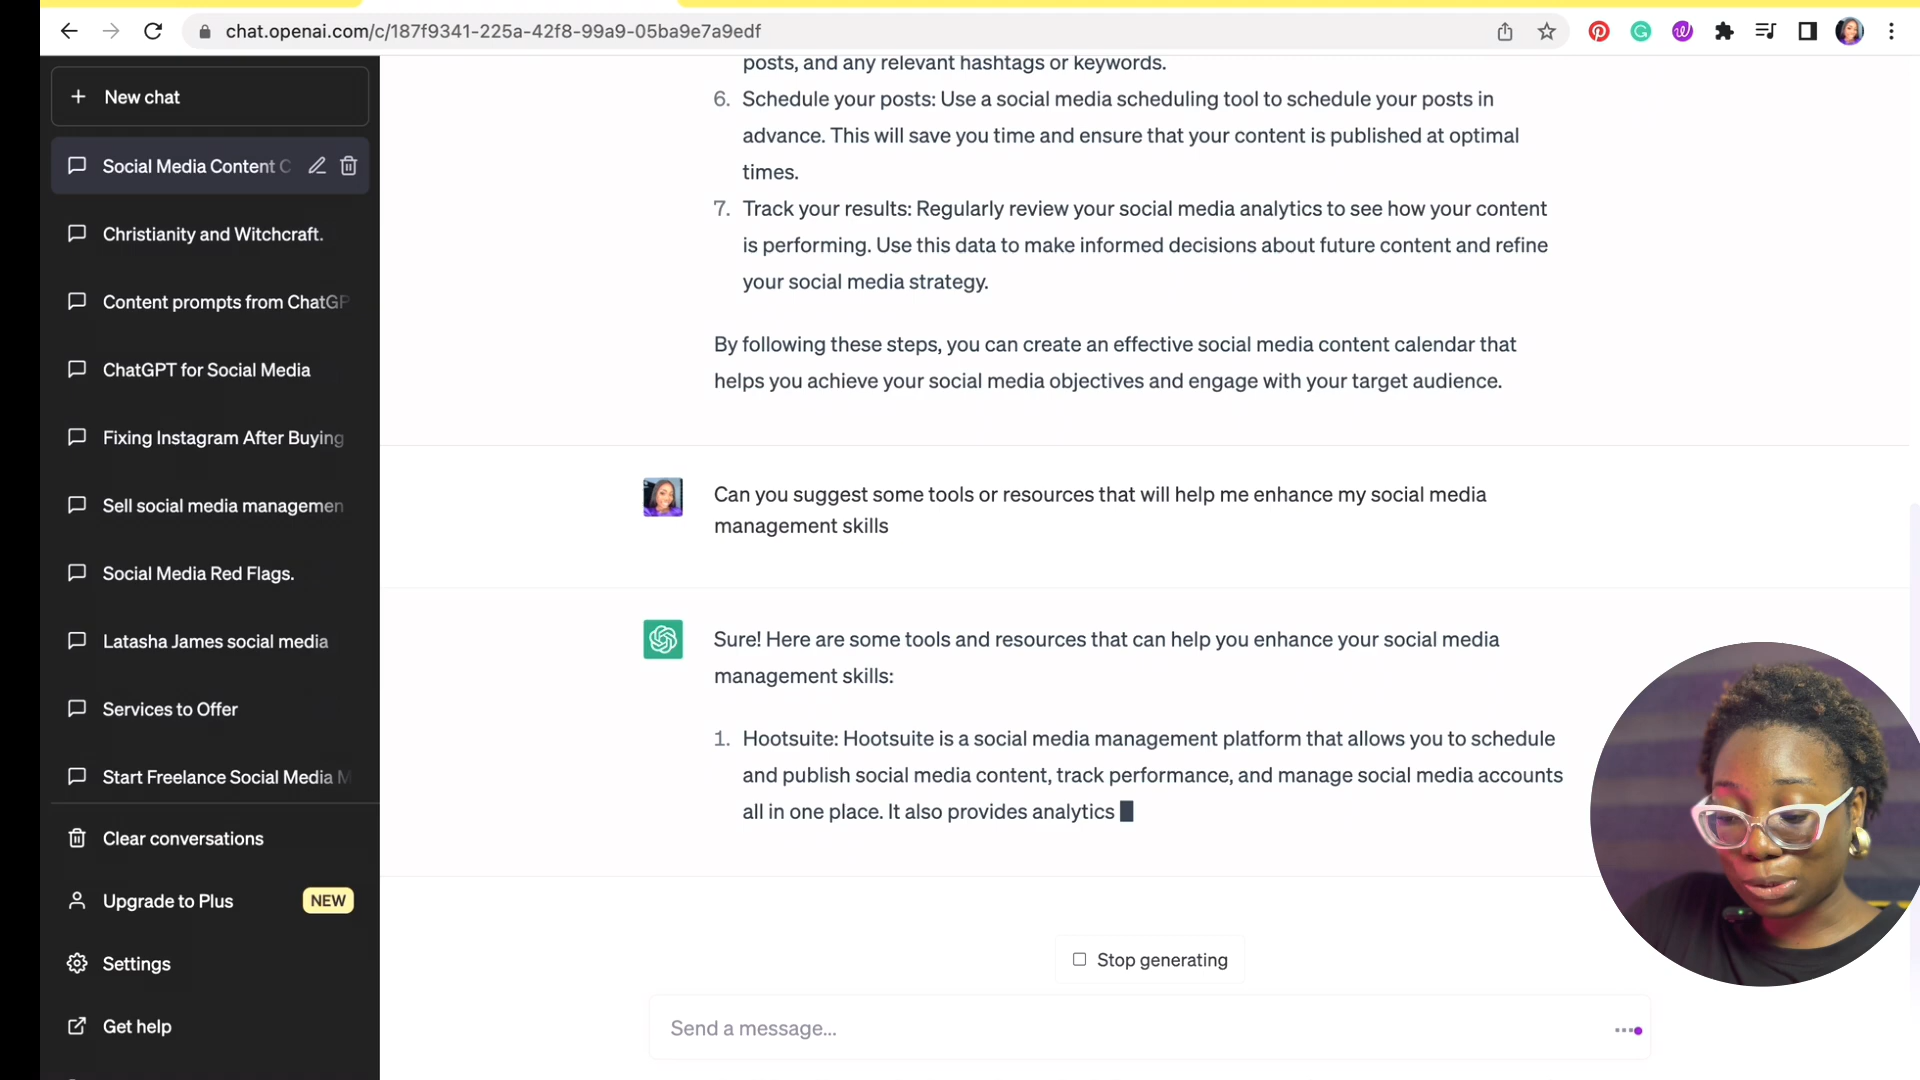 chat.openai.com/c/187f9341-225a-42f8-99a9-05ba9e7a9edf
New chat
Social Media Content C
Christianity and Witchcraft.
Content prompts from ChatGP
ChatGPT for Social Media
Fixing Instagram After Buying
Sell social media managemen
Social Media Red Flags.
Latasha James social media
Services to Offer
Start Freelance Social Media M
Clear conversations
Upgrade to Plus NEW
Settings
Get help
posts, and any relevant hashtags or keywords.
6. Schedule your posts: Use a social media scheduling tool to schedule your posts in
advance. This will save you time and ensure that your content is published at optimal
times.
7. Track your results: Regularly review your social media analytics to see how your content
is performing. Use this data to make informed decisions about future content and refine
your social media strategy.
By following these steps, you can create an effective social media content calendar that
helps you achieve your social media objectives and engage with your target audience.
Can you suggest some tools or resources that will help me enhance my social media
management skills
Sure! Here are some tools and resources that can help you enhance your social media
management skills:
1. Hootsuite: Hootsuite is a social media management platform that allows you to schedule
and publish social media content, track performance, and manage social media accounts
all in one place. It also provides analytics
Stop generating
Send a message...